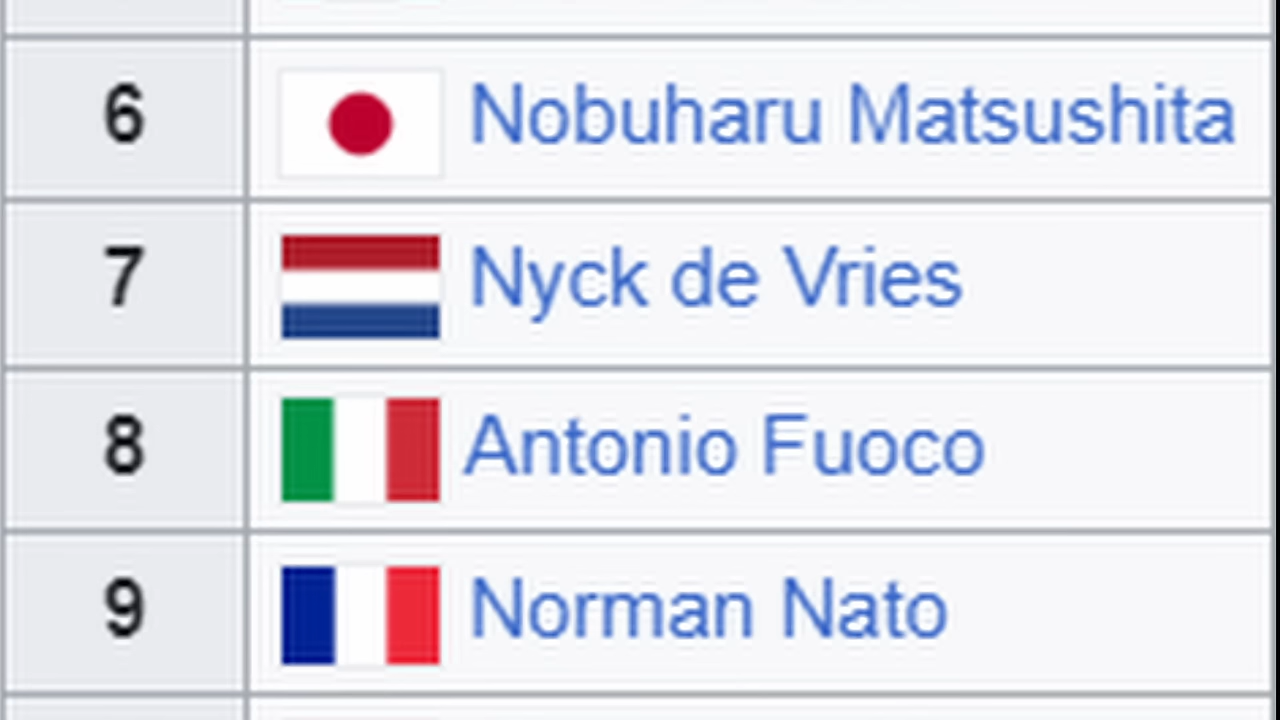 6 Nobuharu Matsushita
7 Nyck de Vries
8 Antonio Fuoco
9 Norman Nato